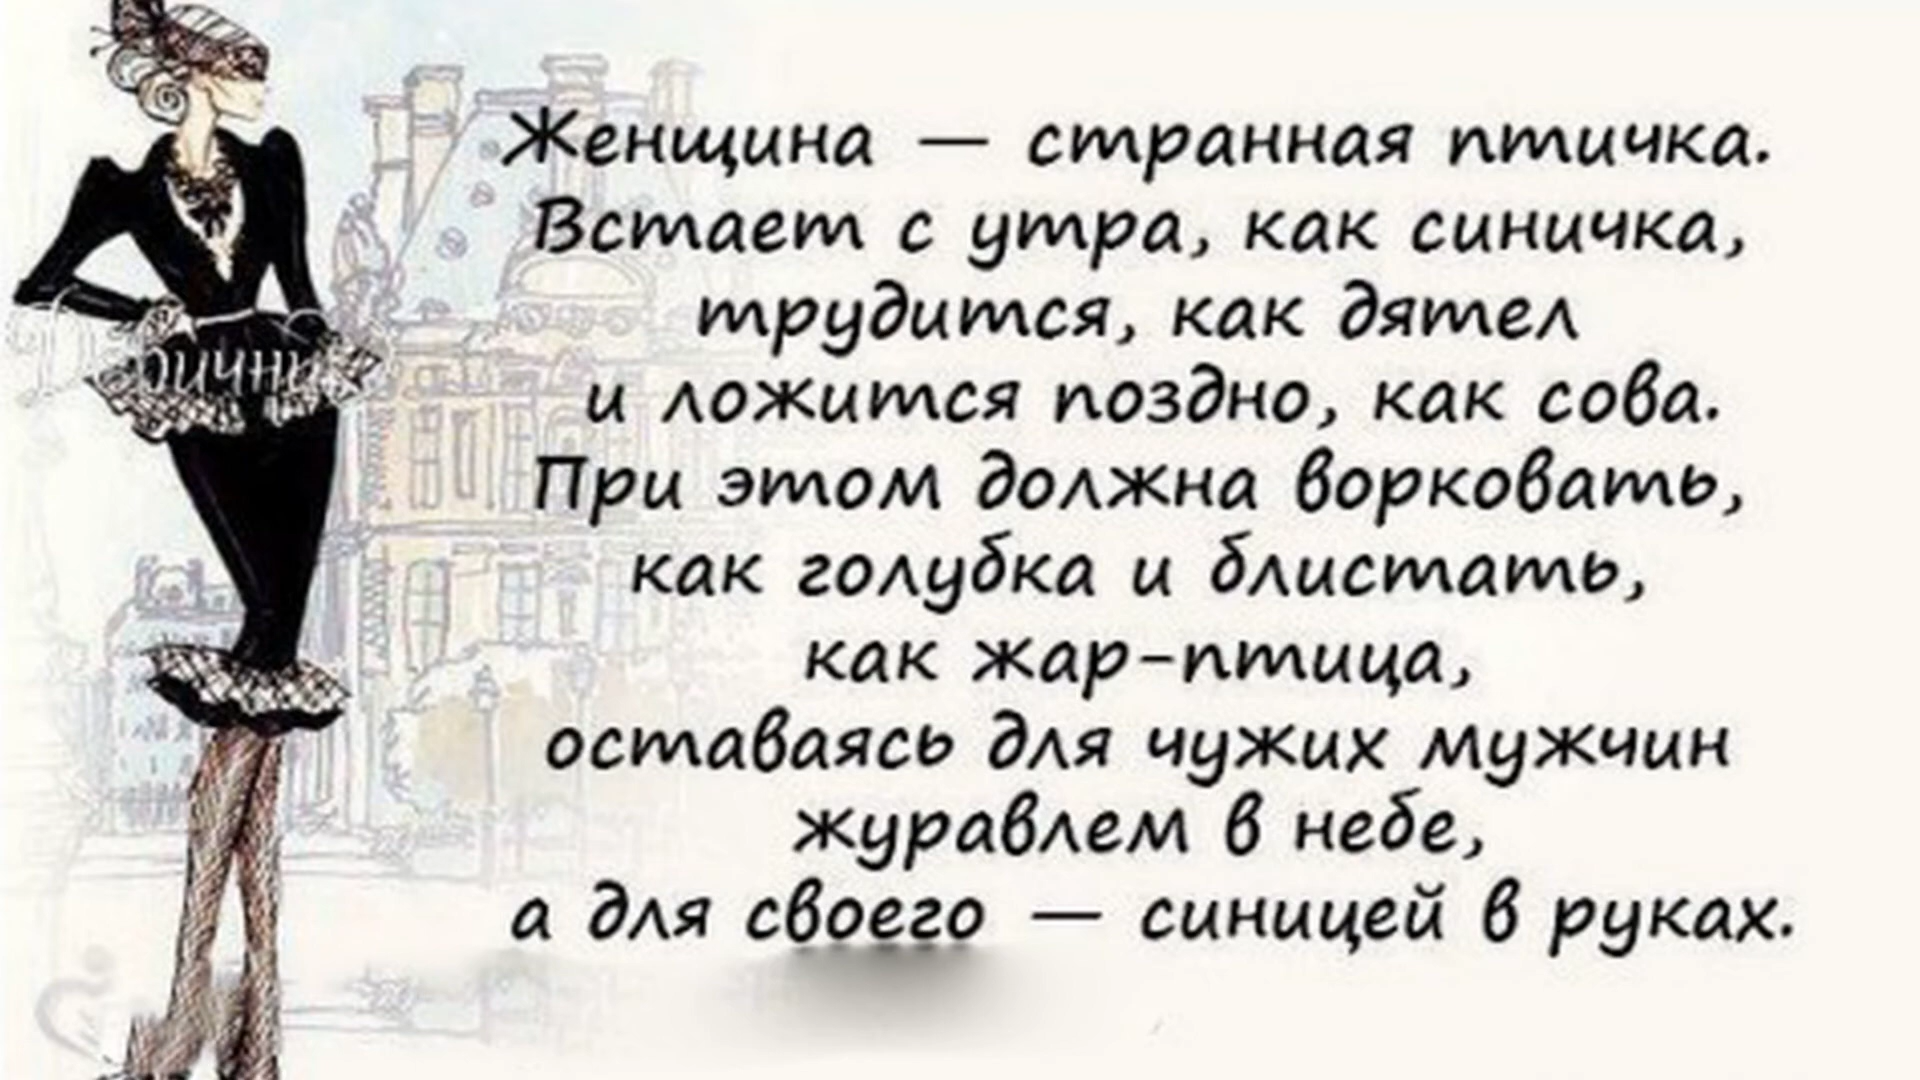 Женщина — странная птичка.
Встает с утра, как синичка,
трудится, как дятел
и ложится поздно, как сова.
При этом должна ворковать,
как голубка и блистать,
как жар-птица,
оставаясь для чужих мужчин
журавлем в небе,
а для своего — синицей в руках.